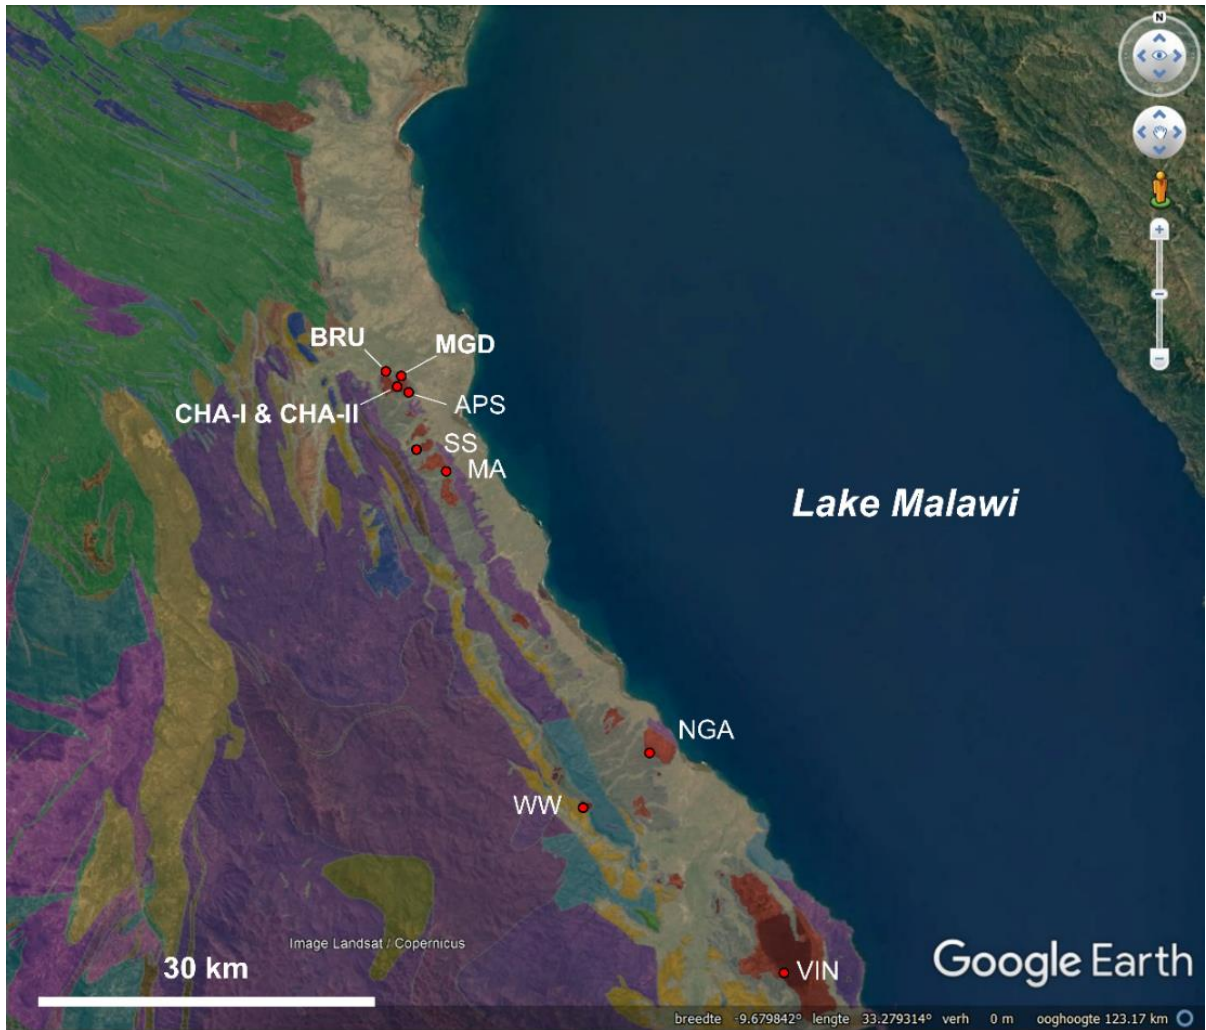 N
BRU
MGD
CHA-I & CHA-II
APS
SS
MA
Lake Malawi
NGA
WW
Image Landsat / Copernicus
30 km
Google Earth
VIN
breedte -9.679842° lengte 33.279314° verh 0 m ooghoogte 123.17 km